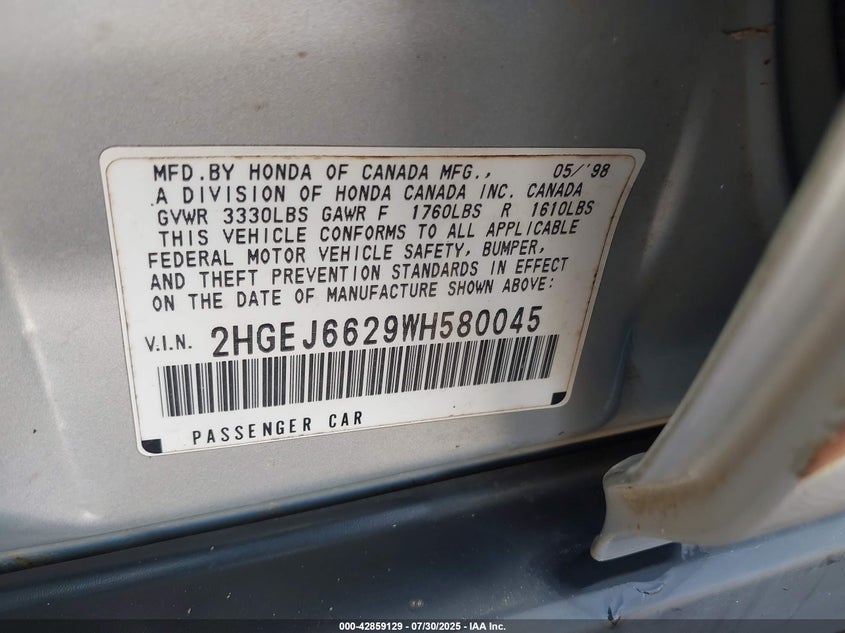 MFD.BY HONDA OF CANADA MFG., 05/'98
A DIVISION OF HONDA CANADA INC. CANADA
GVWR 3330LBS GAWR F 1760LBS R 1610LBS
THIS VEHICLE CONFORMS TO ALL APPLICABLE
FEDERAL MOTOR VEHICLE SAFETY, BUMPER,
AND THEFT PREVENTION STANDARDS IN EFFECT
ON THE DATE OF MANUFACTURE SHOWN ABOVE:
V.I.N. 2HGEJ6629WH580045
PASSENGER CAR
000-42859129 - 07/30/2025 - IAA Inc.